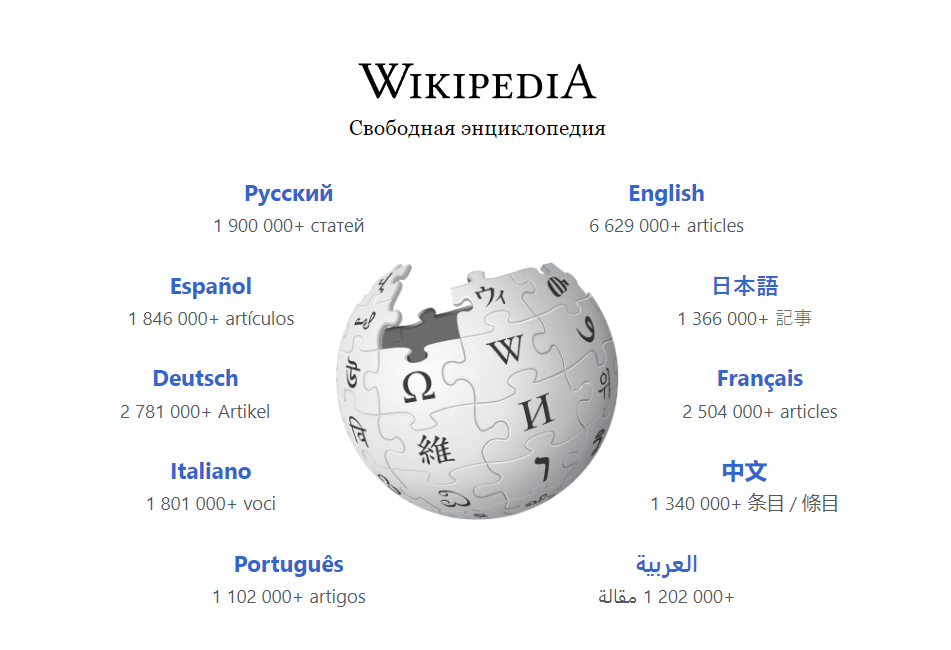 WIKIPEDIA
Свободная энциклопедия
Русский
1 900 000+ статей
English
6 629 000+ articles
Español
1 846 000+ artículos
日本語
1 366 000+ 記事
Deutsch
2 781 000+ Artikel
Français
2 504 000+ articles
Italiano
1 801 000+ voci
中文
1 340 000+ 条目 / 條目
Português
1 102 000+ artigos
العربية
1 202 000+ مقالة
ウィ
W
Ω
И
維